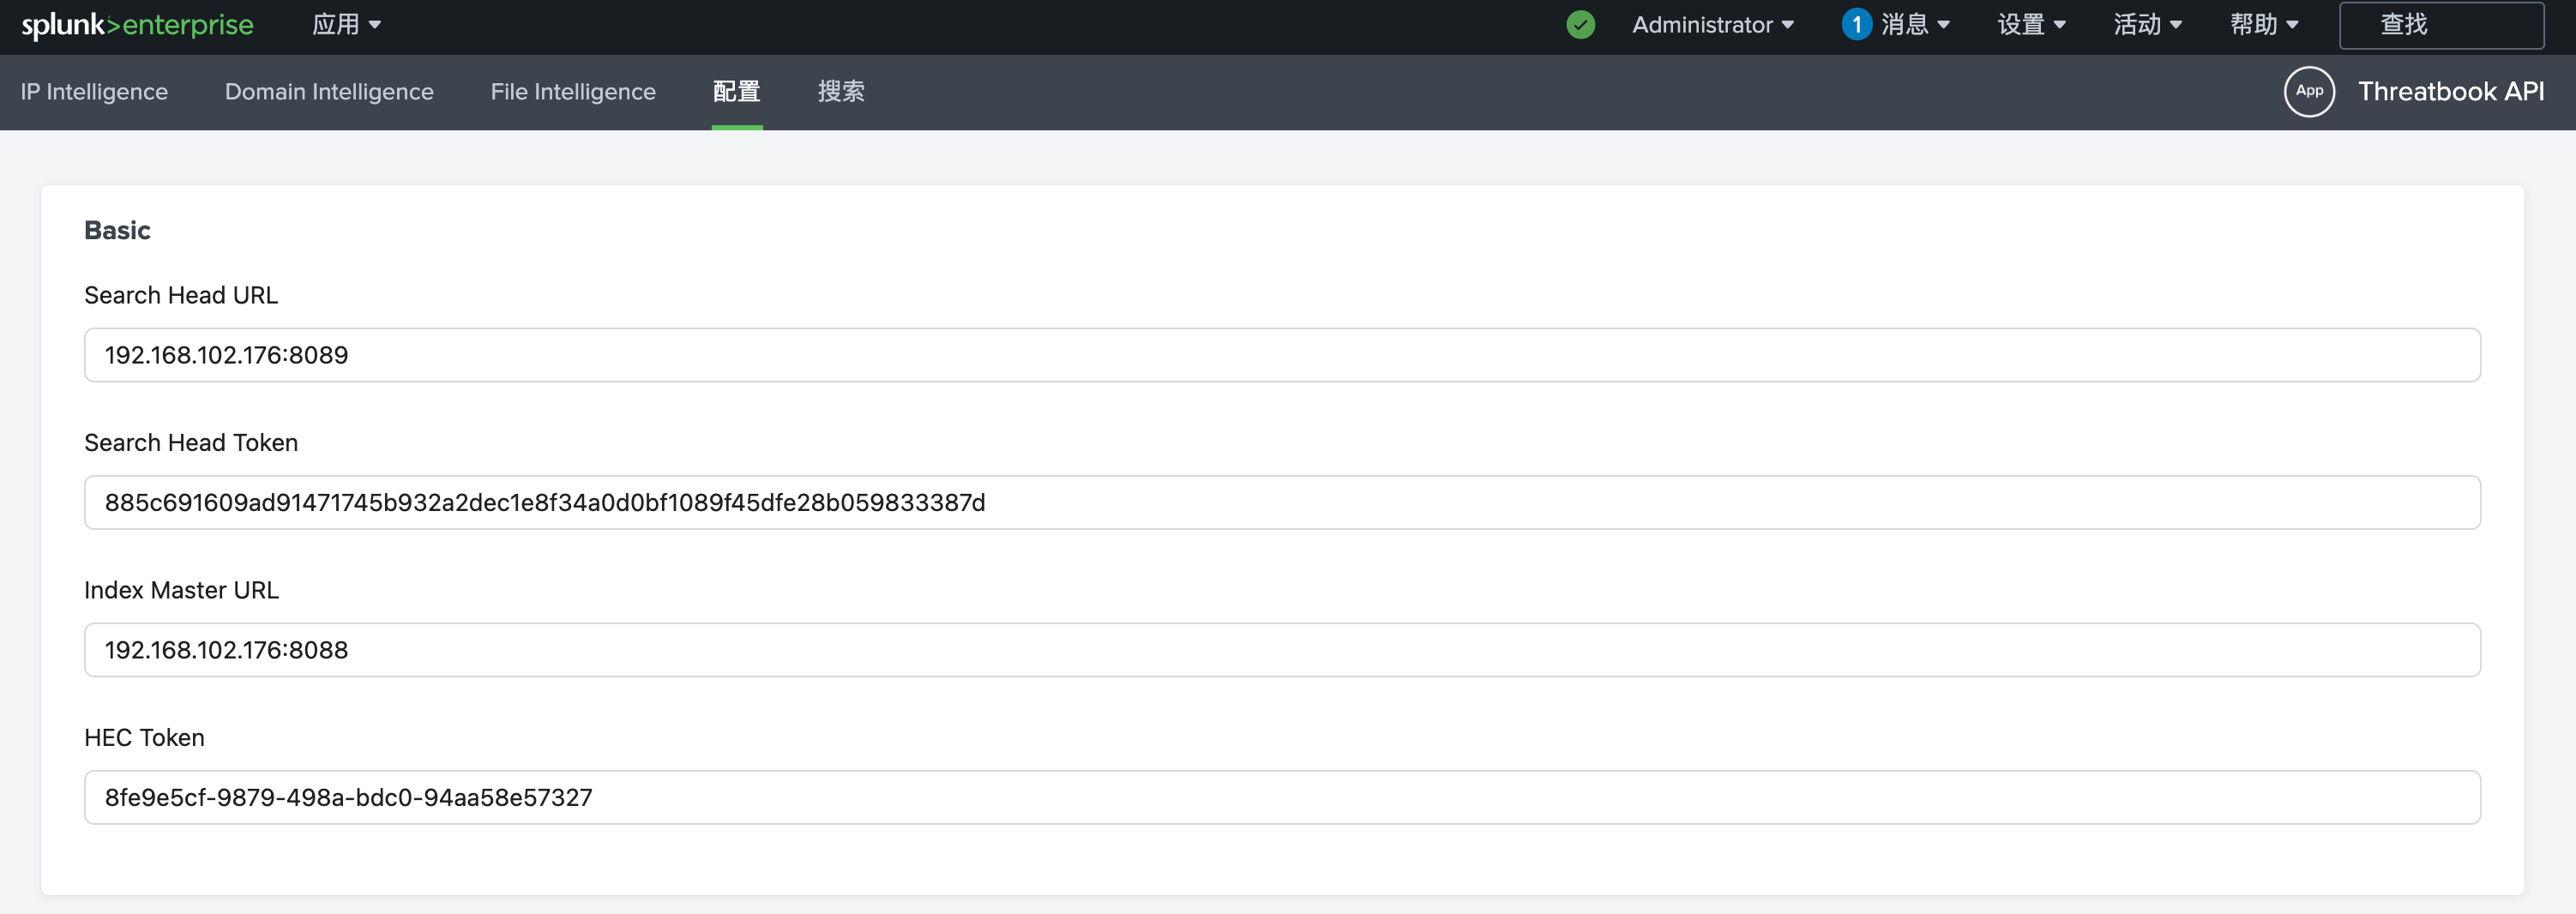 splunk>enterprise 应用 Administrator 1 消息 设置 活动 帮助 查找
IP Intelligence Domain Intelligence File Intelligence 配置 搜索 App Threatbook API
Basic
Search Head URL
192.168.102.176:8089
Search Head Token
885c691609ad91471745b932a2dec1e8f34a0d0bf1089f45dfe28b059833387d
Index Master URL
192.168.102.176:8088
HEC Token
8fe9e5cf-9879-498a-bdc0-94aa58e57327